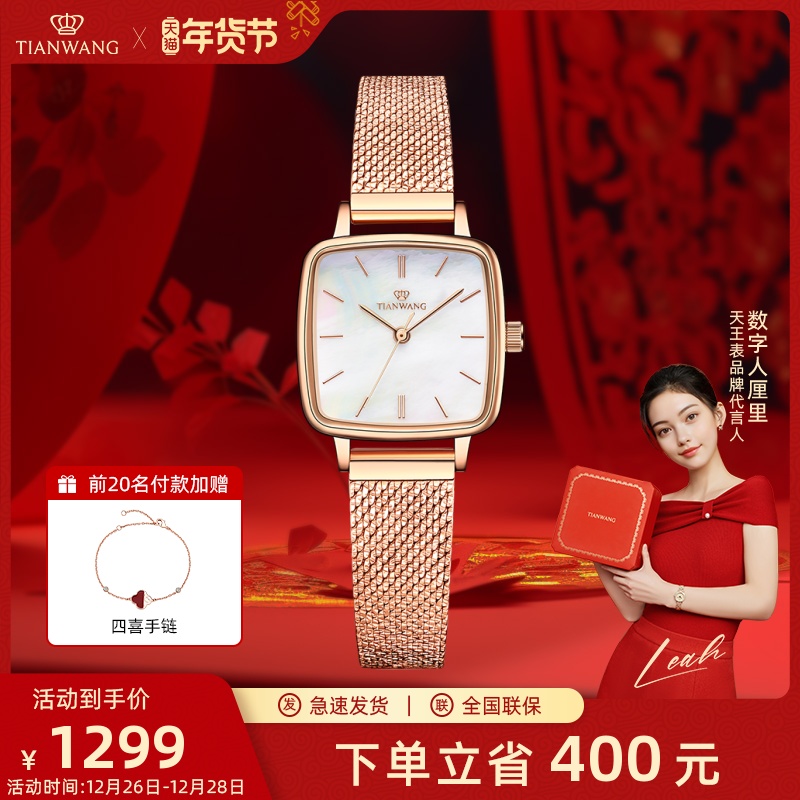 TIANWANG × 天猫 年货节
TIANWANG
数字人厘里
天王表品牌代言人
TIANWANG
前20名付款加赠
四喜手链
Leah
发 急速发货 | 联 全国联保
活动到手价
¥ 1299
活动时间:12月26日-12月28日
下单立省 400 元